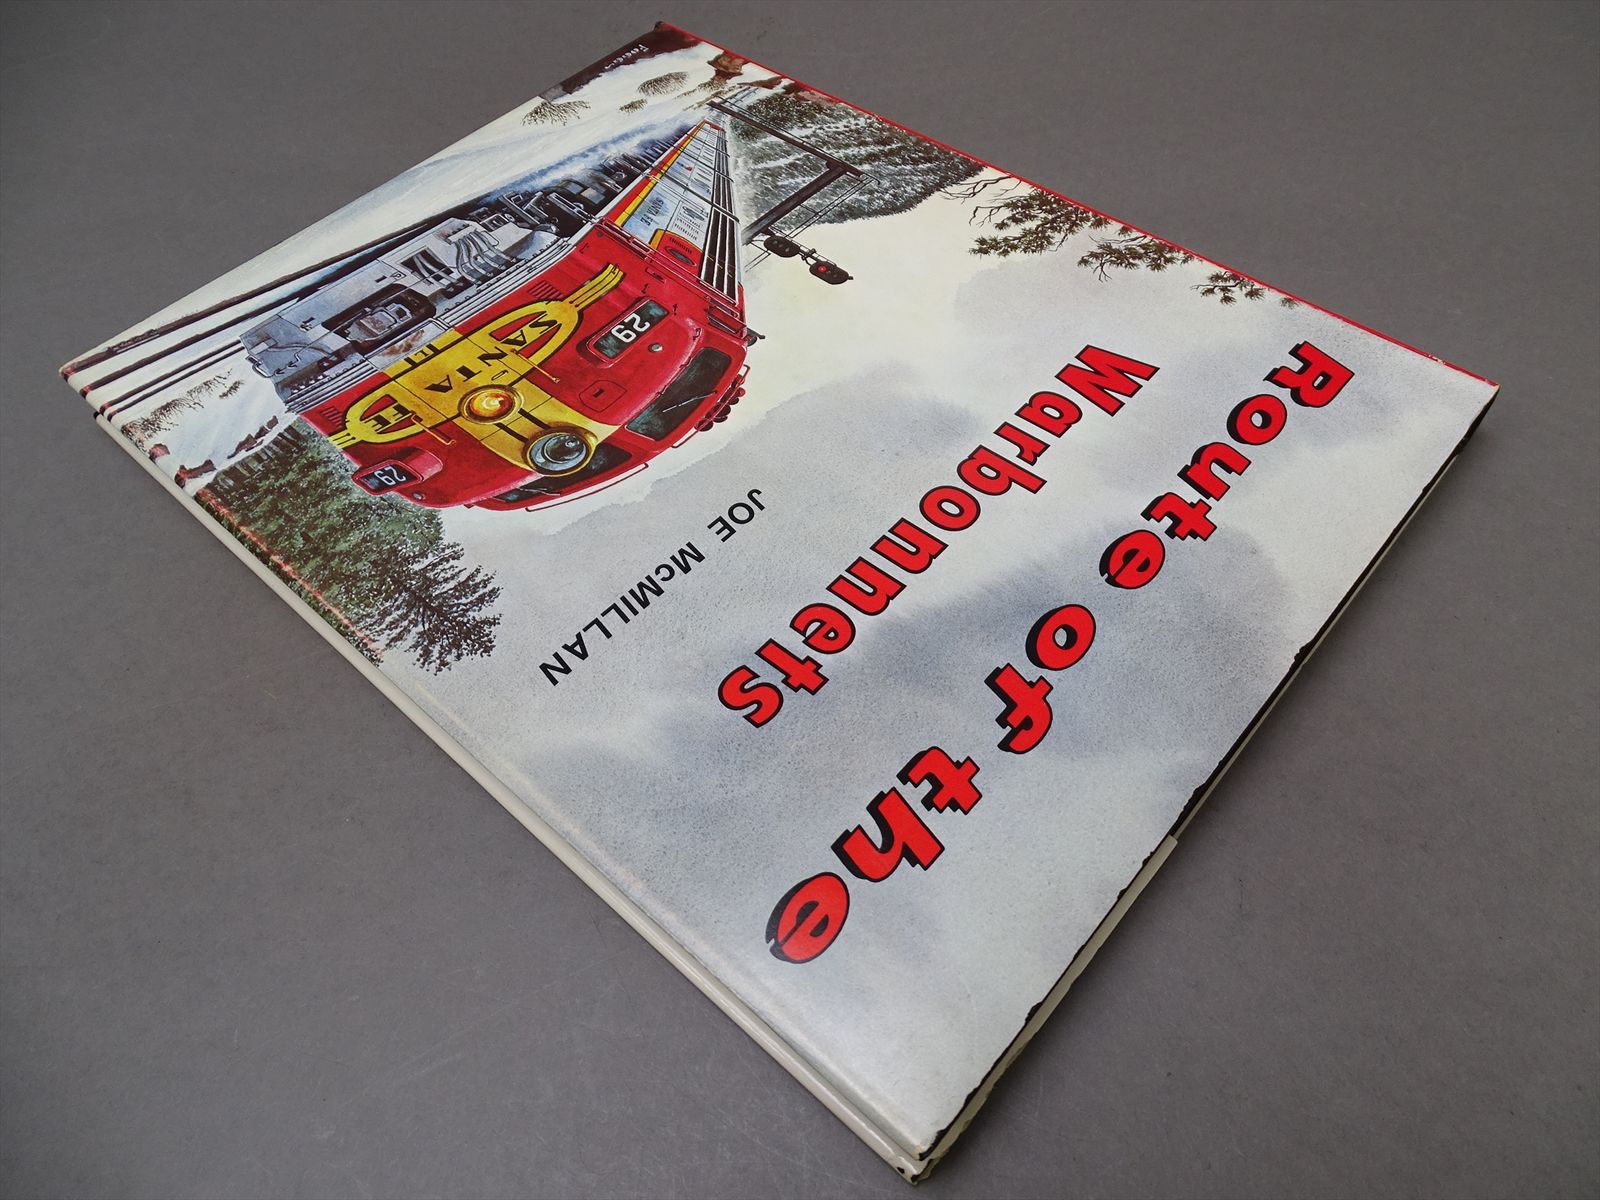 Route of the
Warbonnets
JOE McMILLAN
29
SANTA FE
29